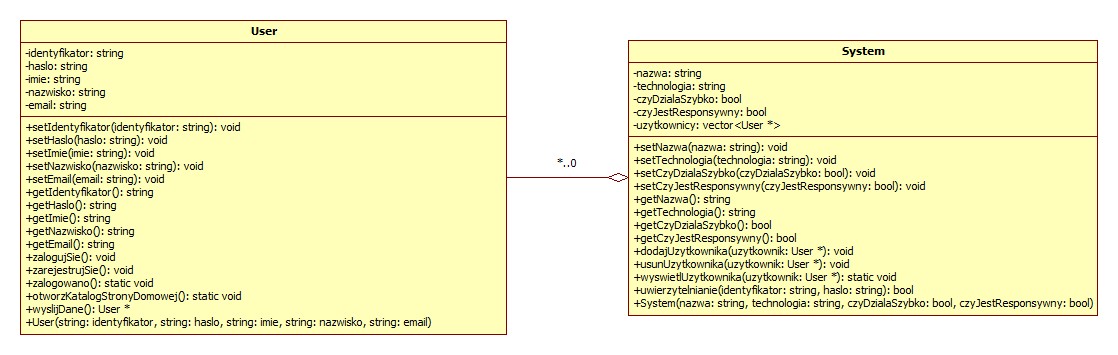 User
-identyfikator: string
-haslo: string
-imie: string
-nazwisko: string
-email: string
+setIdentyfikator(identyfikator: string): void
+setHaslo(haslo: string): void
+setImie(imie: string): void
+setNazwisko(nazwisko: string): void
+setEmail(email: string): void
+getIdentyfikator(): string
+getHaslo(): string
+getImie(): string
+getNazwisko(): string
+getEmail(): string
+zalogujSie(): void
+zarejestrujSie(): void
+zalogowano(): static void
+otworzKatalogStronyDomowej(): static void
+wyslijDane(): User *
+User(string: identyfikator, string: haslo, string: imie, string: nazwisko, string: email)
*..0
System
-nazwa: string
-technologia: string
-czyDzialaSzybko: bool
-czyJestResponsywny: bool
-uzytkownicy: vector<User *>
+setNazwa(nazwa: string): void
+setTechnologia(technologia: string): void
+setCzyDzialaSzybko(czyDzialaSzybko: bool): void
+setCzyJestResponsywny(czyJestResponsywny: bool): void
+getNazwa(): string
+getTechnologia(): string
+getCzyDzialaSzybko(): bool
+getCzyJestResponsywny(): bool
+dodajUzytkownika(uzytkownik: User *): void
+usunUzytkownika(uzytkownik: User *): void
+wyswietlUzytkownika(uzytkownik: User *): static void
+uwierzytelnianie(identyfikator: string, haslo: string): bool
+System(nazwa: string, technologia: string, czyDzialaSzybko: bool, czyJestResponsywny: bool)